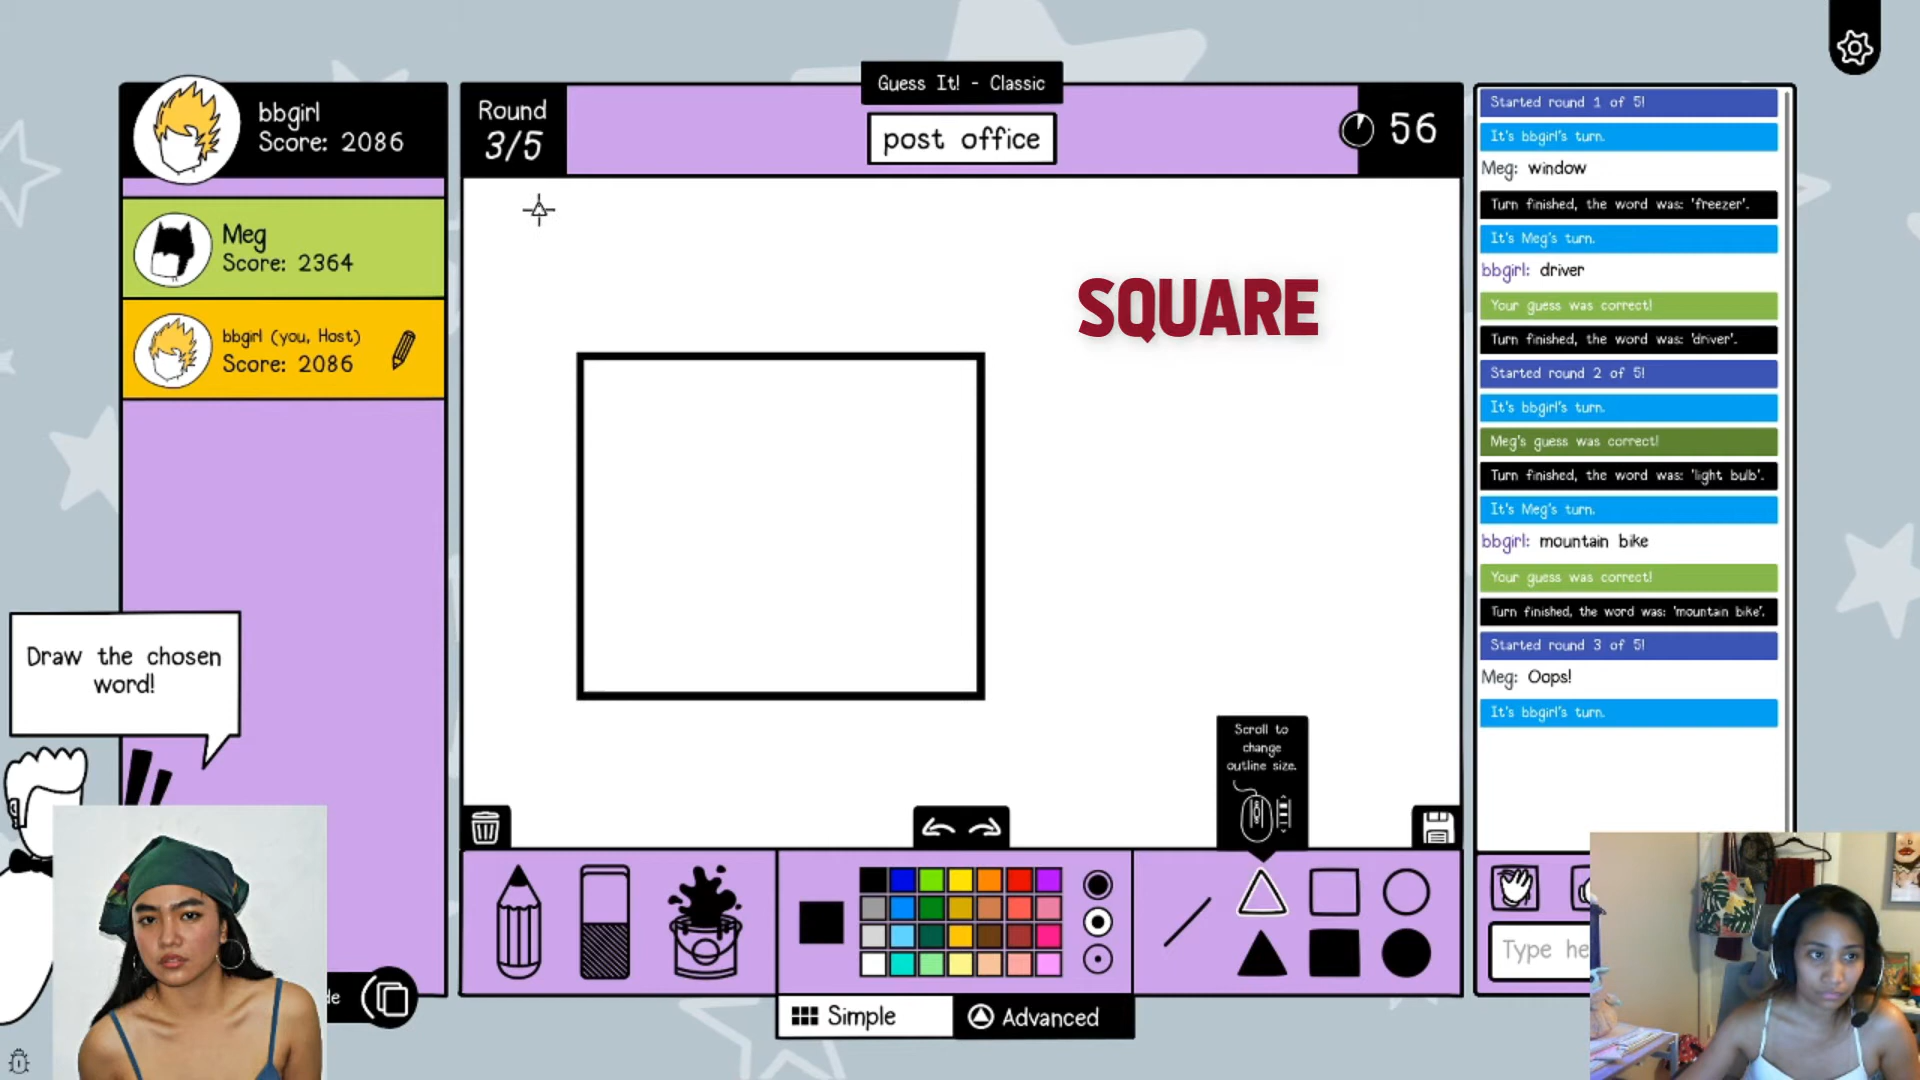 Guess It! - Classic
bbgirl
Score: 2086
Round
3/5
post office
56
Meg
Score: 2364
bbgirl (you, Host)
Score: 2086
SQUARE
Draw the chosen
word!
Scroll to
change
outline size.
Simple
Advanced
Started round 1 of 5!
It's bbgirl's turn.
Meg: window
Turn finished, the word was: 'freezer'.
It's Meg's turn.
bbgirl: driver
Your guess was correct!
Turn finished, the word was: 'driver'.
Started round 2 of 5!
It's bbgirl's turn.
Meg's guess was correct!
Turn finished, the word was: 'light bulb'.
It's Meg's turn.
bbgirl: mountain bike
Your guess was correct!
Turn finished, the word was: 'mountain bike'.
Started round 3 of 5!
Meg: Oops!
It's bbgirl's turn.
Type he